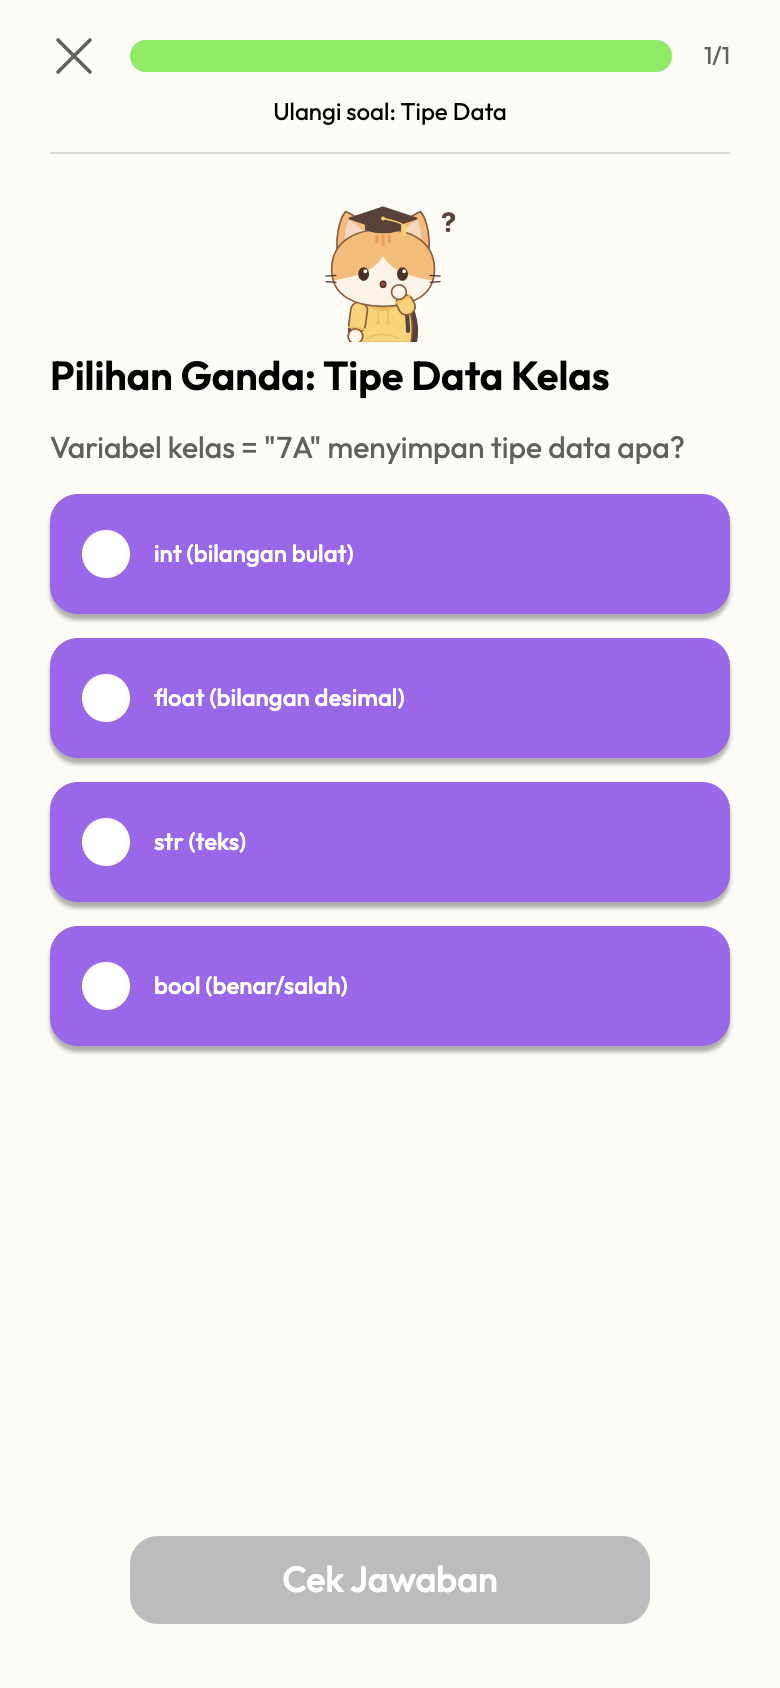 1/1
Ulangi soal: Tipe Data
?
Pilihan Ganda: Tipe Data Kelas
Variabel kelas = "7A" menyimpan tipe data apa?
int (bilangan bulat)
float (bilangan desimal)
str (teks)
bool (benar/salah)
Cek Jawaban